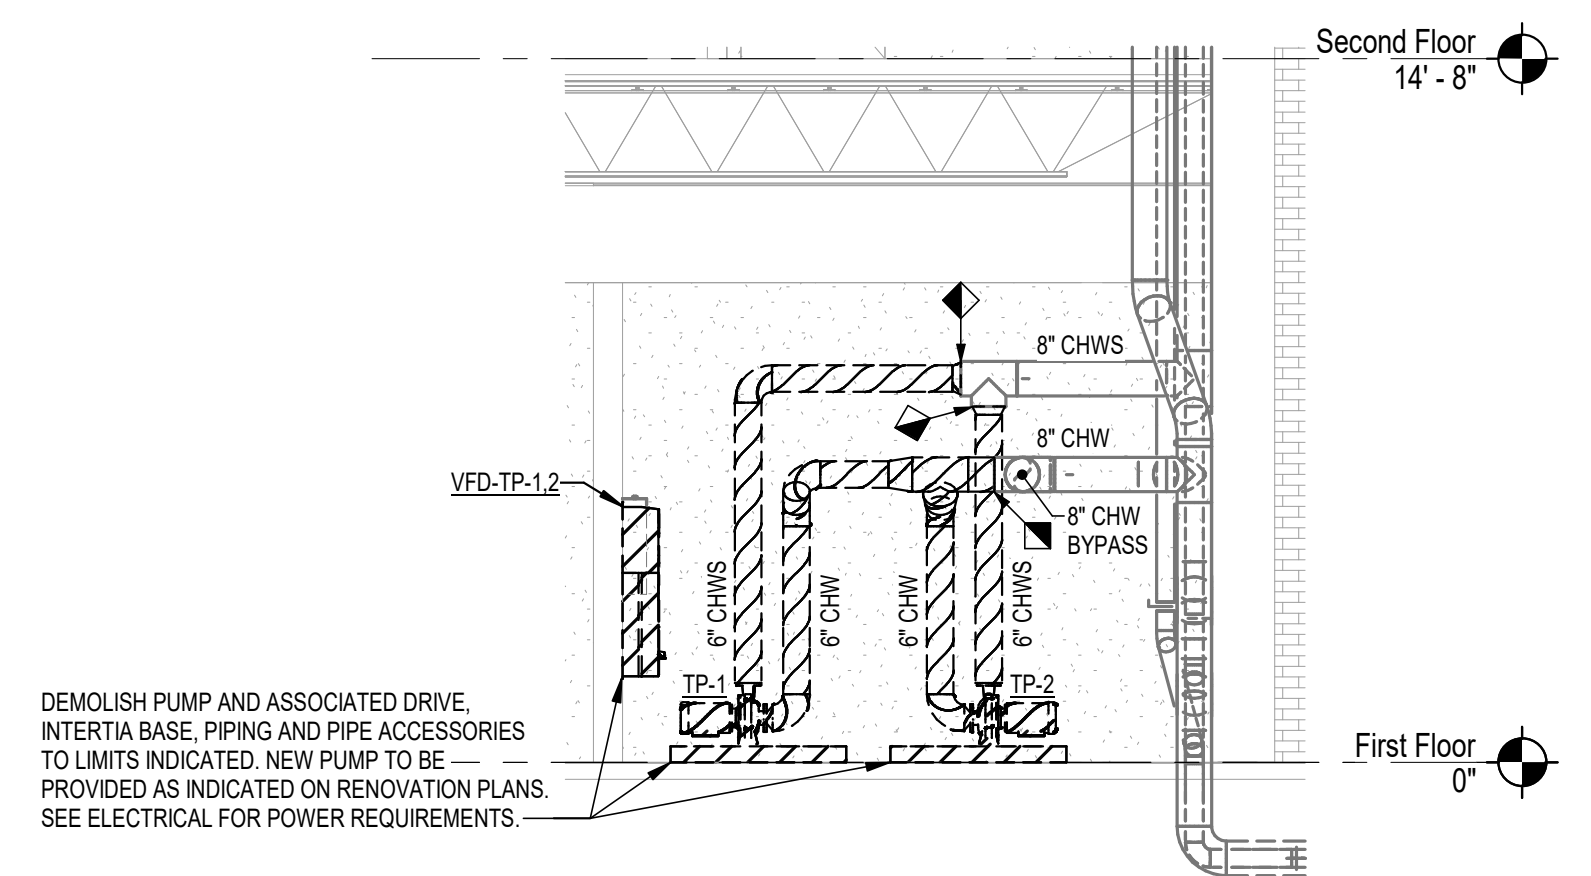 Second Floor
14' - 8"
8" CHWS
8" CHW
VFD-TP-1,2
8" CHW
BYPASS
6" CHWS
6" CHW
6" CHW
6" CHWS
TP-1
TP-2
DEMOLISH PUMP AND ASSOCIATED DRIVE,
INTERTIA BASE, PIPING AND PIPE ACCESSORIES
TO LIMITS INDICATED. NEW PUMP TO BE
PROVIDED AS INDICATED ON RENOVATION PLANS.
SEE ELECTRICAL FOR POWER REQUIREMENTS.
First Floor
0"